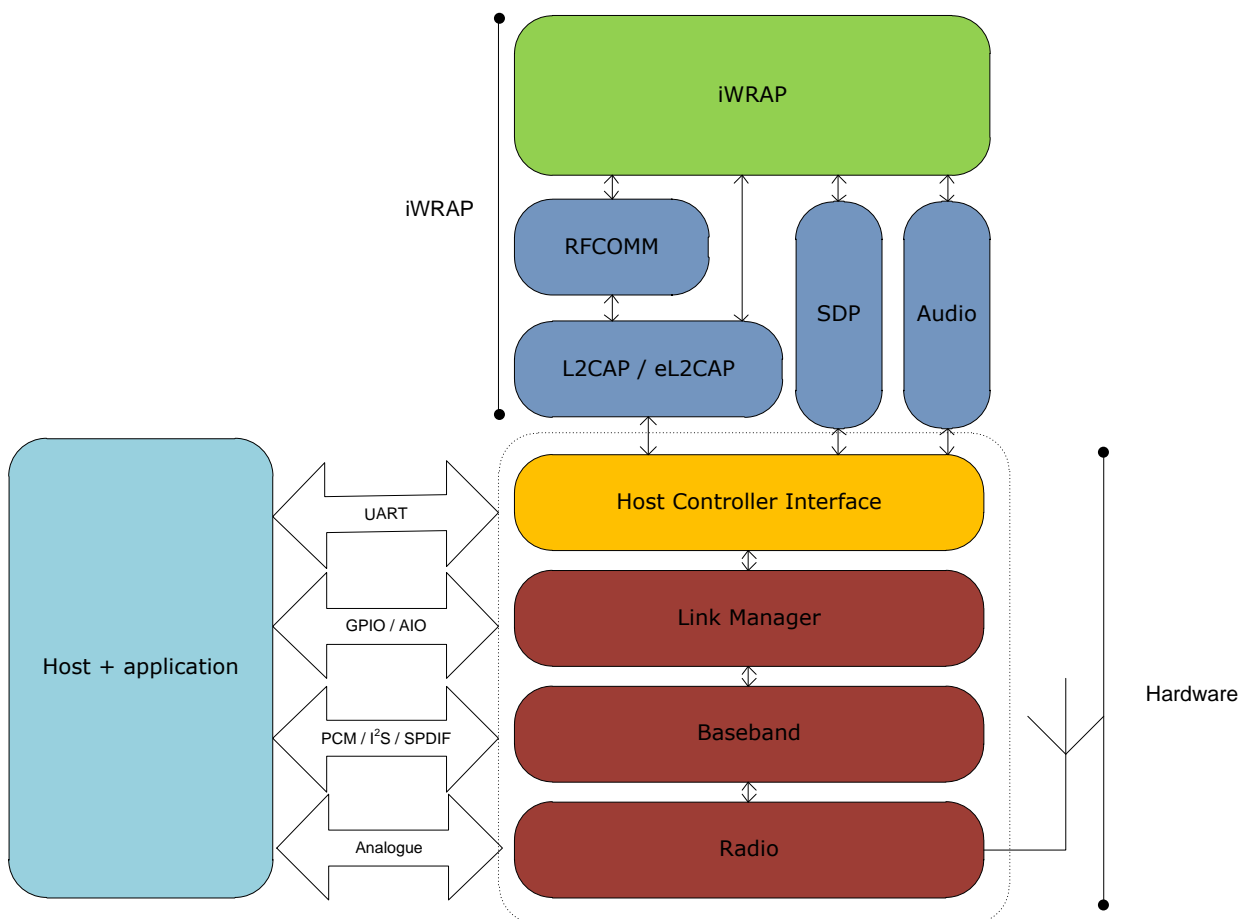 iWRAP
iWRAP
RFCOMM
SDP
Audio
L2CAP / eL2CAP
Host Controller Interface
UART
Link Manager
GPIO / AIO
Host + application
Hardware
Baseband
PCM / I²S / SPDIF
Radio
Analogue